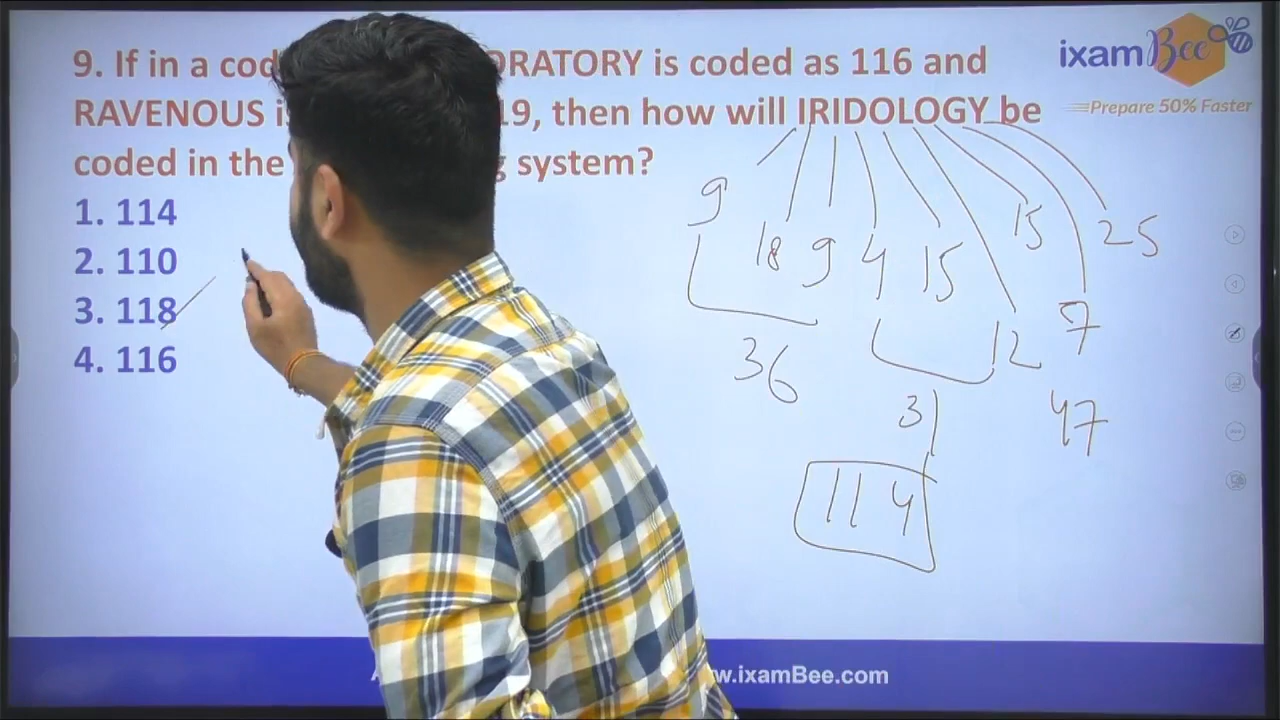 9. If in a cod ORATORY is coded as 116 and
RAVENOUS i 19, then how will IRIDOLOGY be
coded in the system?
1. 114
2. 110
3. 118
4. 116
ixamBee
Prepare 50% Faster
9 18 9 4 15 12 15 7 25
36 31 47
114
w.ixamBee.com